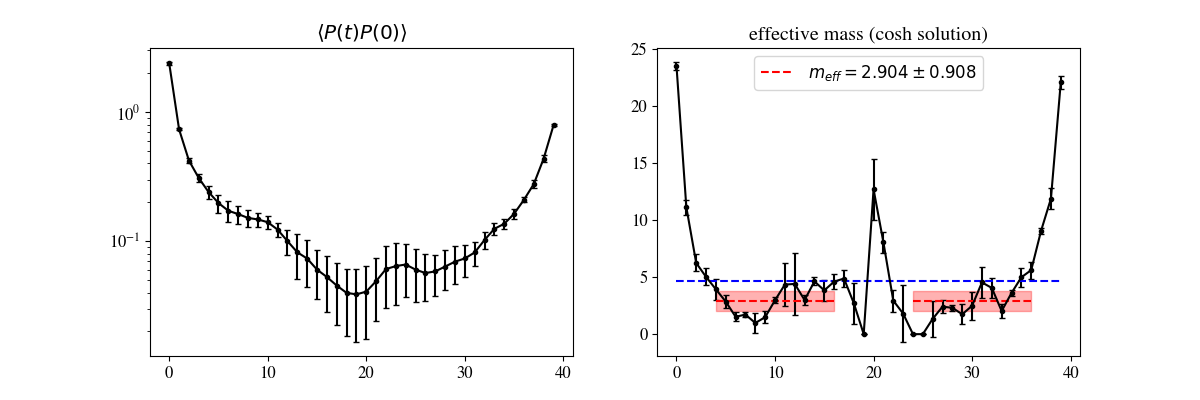 ⟨P(t)P(0)⟩
10⁰
10⁻¹
0 10 20 30 40
effective mass (cosh solution)
m_eff = 2.904 ± 0.908
25
20
15
10
5
0
0 10 20 30 40